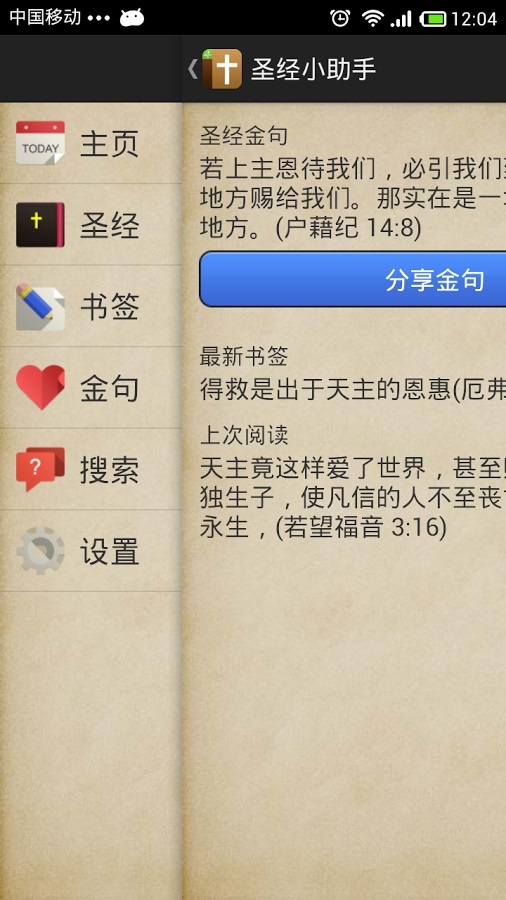 中国移动 12:04
圣经小助手
TODAY
主页
圣经
书签
金句
?
搜索
设置
圣经金句
若上主恩待我们，必引我们
地方赐给我们。那实在是一
地方。(户藉纪 14:8)
分享金句
最新书签
得救是出于天主的恩惠(厄弗
上次阅读
天主竟这样爱了世界，甚至
独生子，使凡信的人不至丧
永生，(若望福音 3:16)